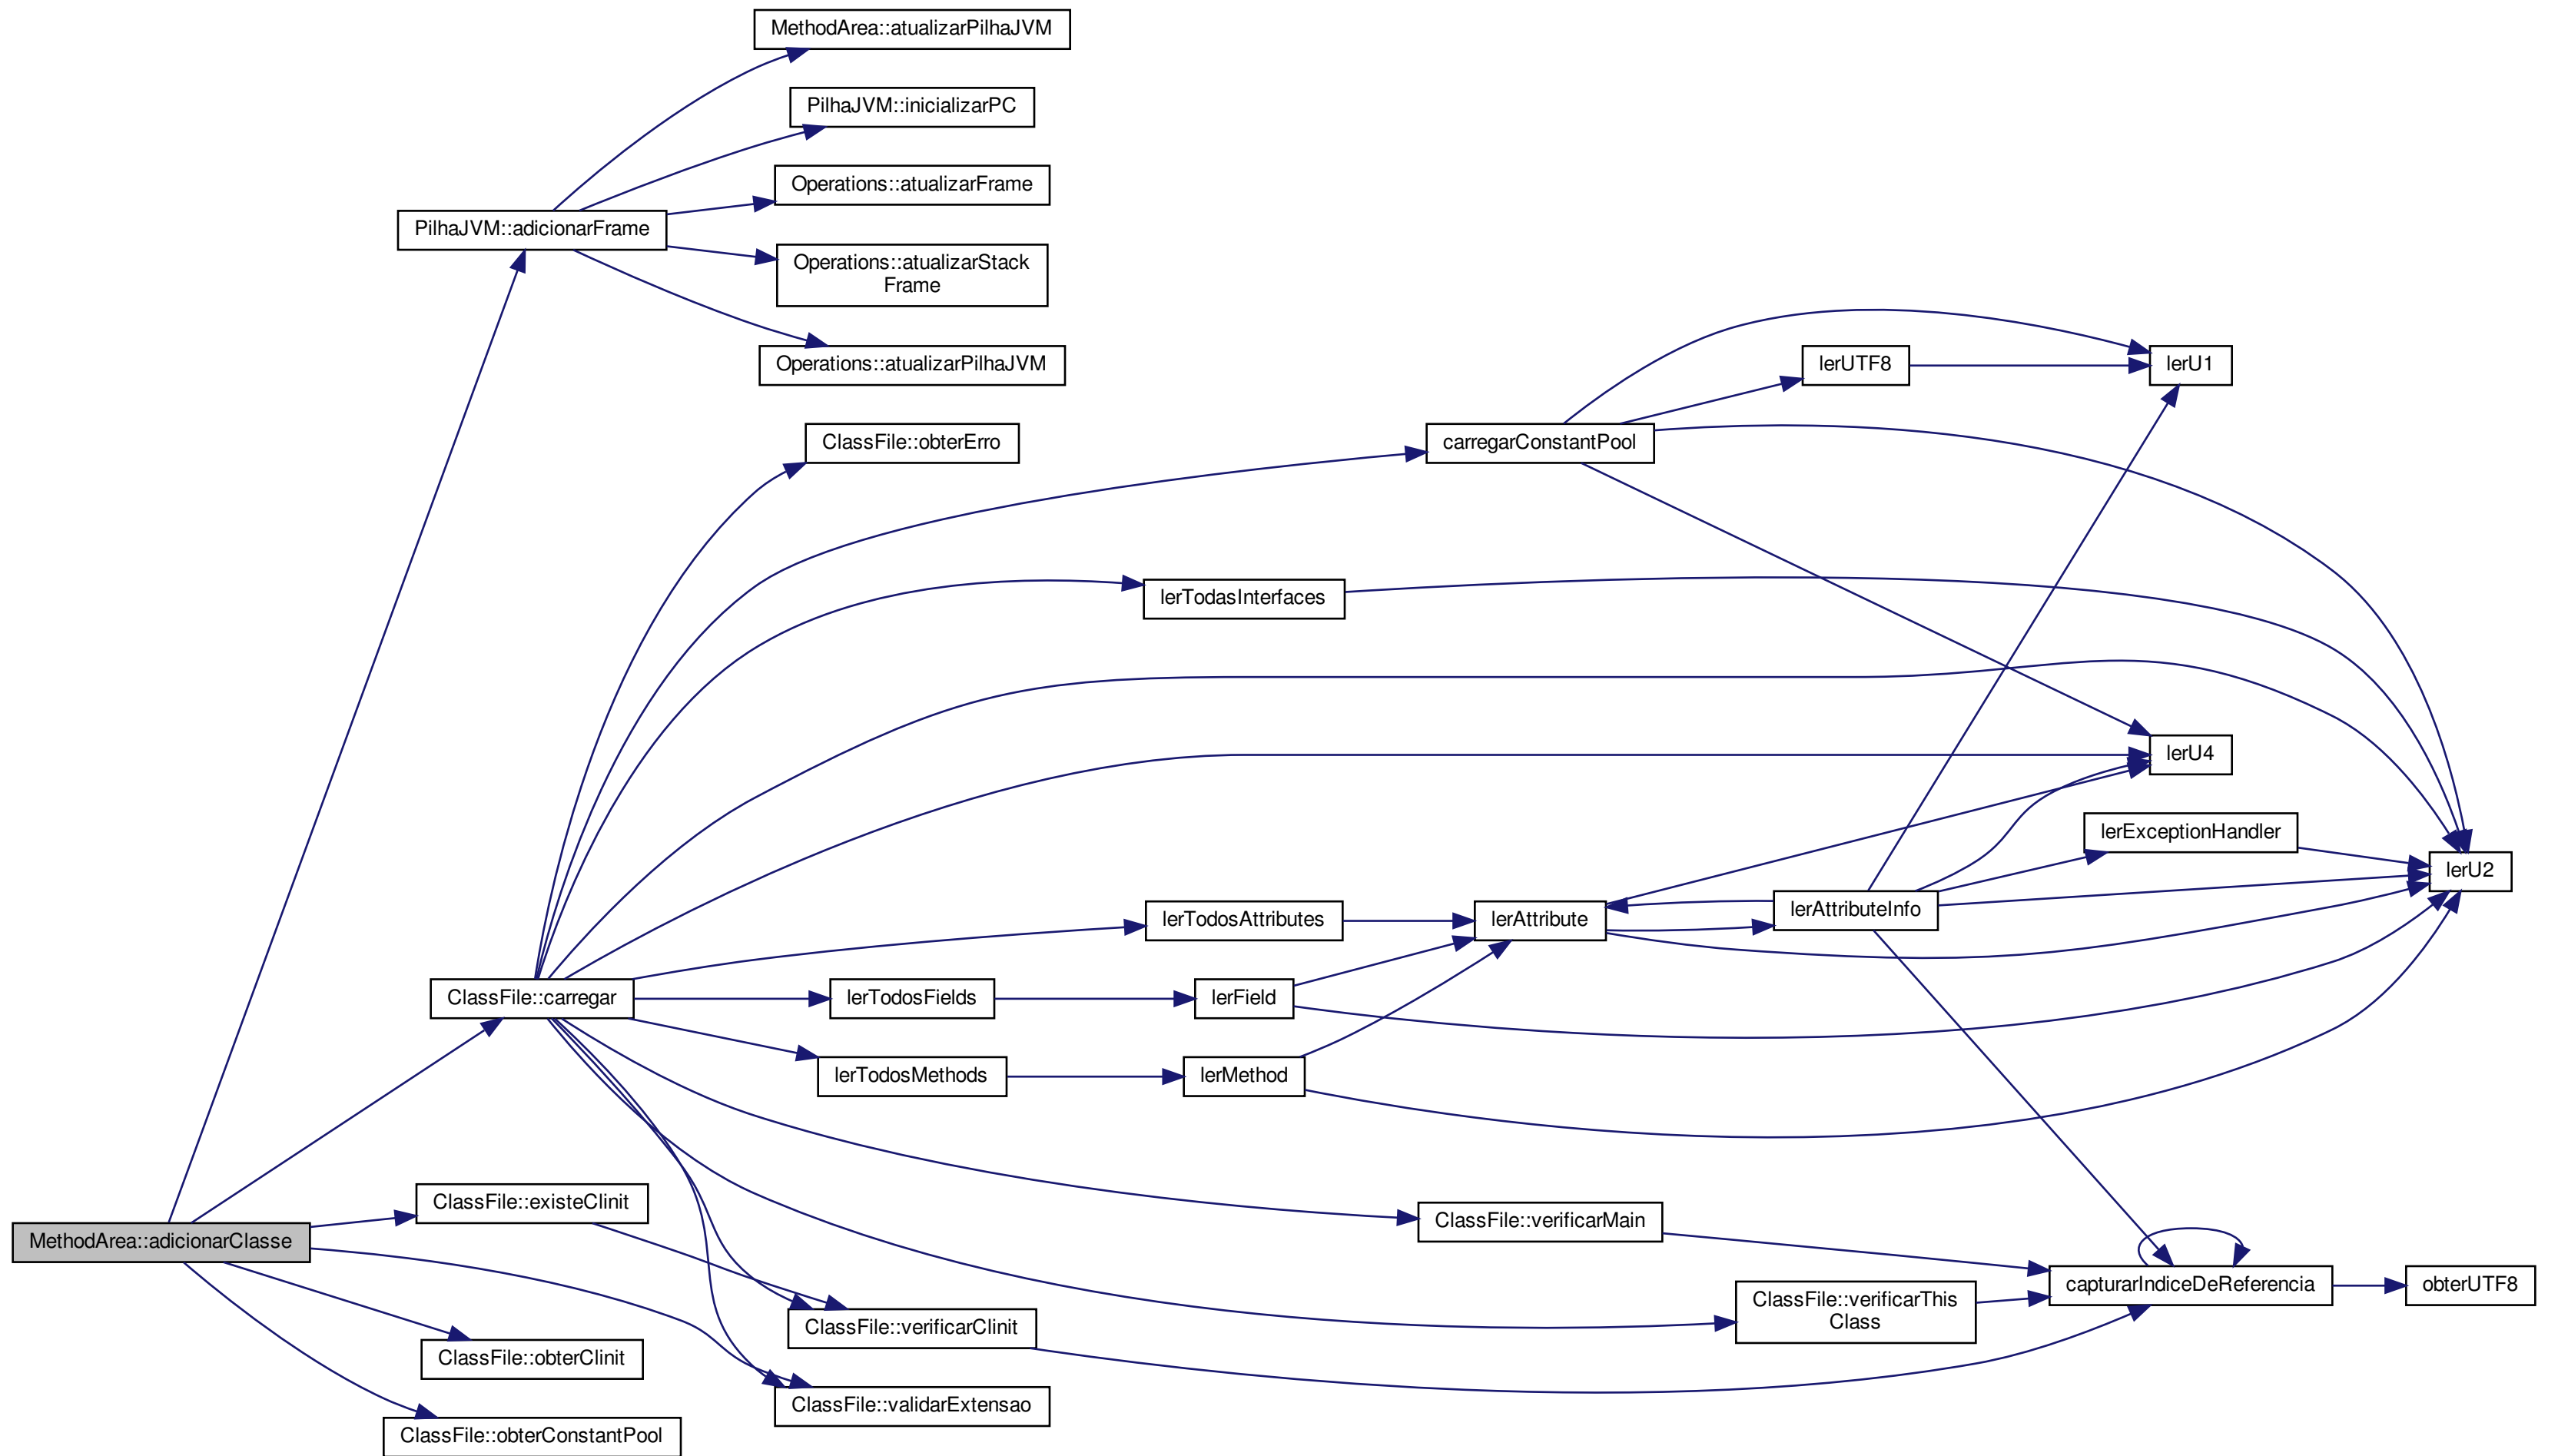 MethodArea::atualizarPilhaJVM
PilhaJVM::inicializarPC
Operations::atualizarFrame
PilhaJVM::adicionarFrame
Operations::atualizarStack
Frame
Operations::atualizarPilhaJVM
lerUTF8
lerU1
ClassFile::obterErro
carregarConstantPool
lerTodasInterfaces
lerU4
lerExceptionHandler
lerU2
lerTodosAttributes
lerAttribute
lerAttributeInfo
ClassFile::carregar
lerTodosFields
lerField
lerTodosMethods
lerMethod
ClassFile::existeClinit
ClassFile::verificarMain
MethodArea::adicionarClasse
capturarIndiceDeReferencia
obterUTF8
ClassFile::verificarThis
Class
ClassFile::verificarClinit
ClassFile::obterClinit
ClassFile::validarExtensao
ClassFile::obterConstantPool